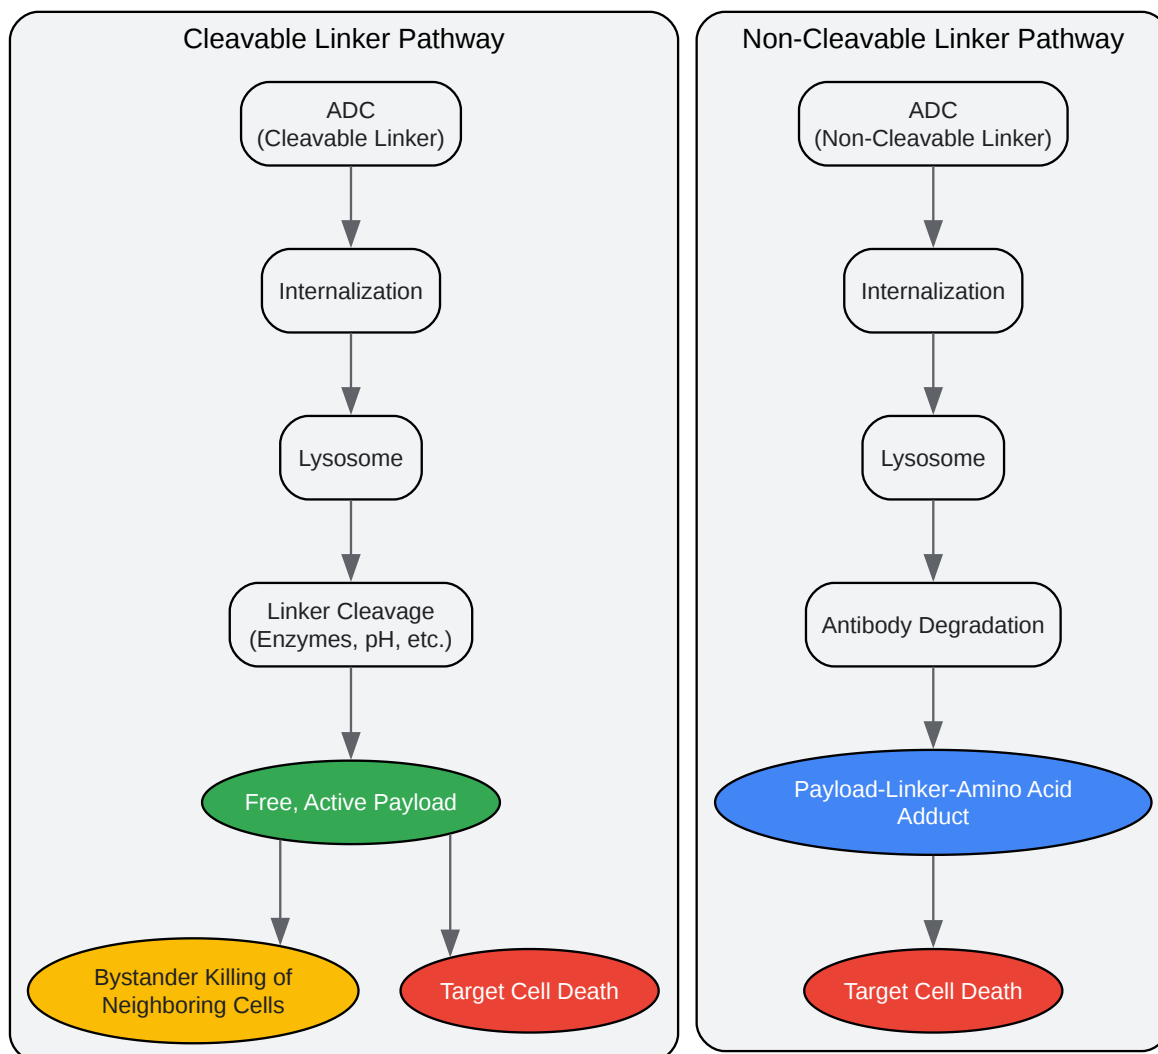 Cleavable Linker Pathway
ADC
(Cleavable Linker)
Internalization
Lysosome
Linker Cleavage
(Enzymes, pH, etc.)
Free, Active Payload
Bystander Killing of
Neighboring Cells
Target Cell Death
Non-Cleavable Linker Pathway
ADC
(Non-Cleavable Linker)
Internalization
Lysosome
Antibody Degradation
Payload-Linker-Amino Acid
Adduct
Target Cell Death